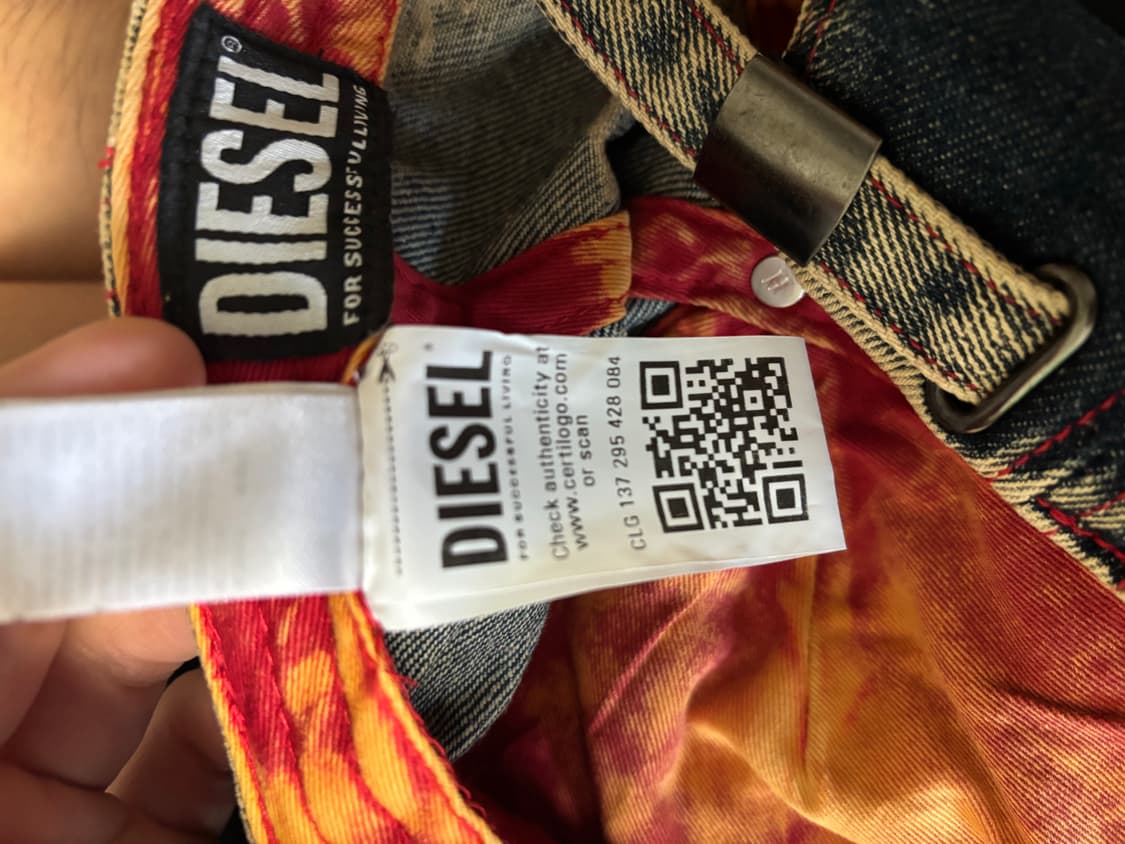 DIESEL®
FOR SUCCESSFUL LIVING
DIESEL
FOR SUCCESSFUL LIVING
Check authenticity at
www.certilogo.com
or scan
CLG 137 295 428 084